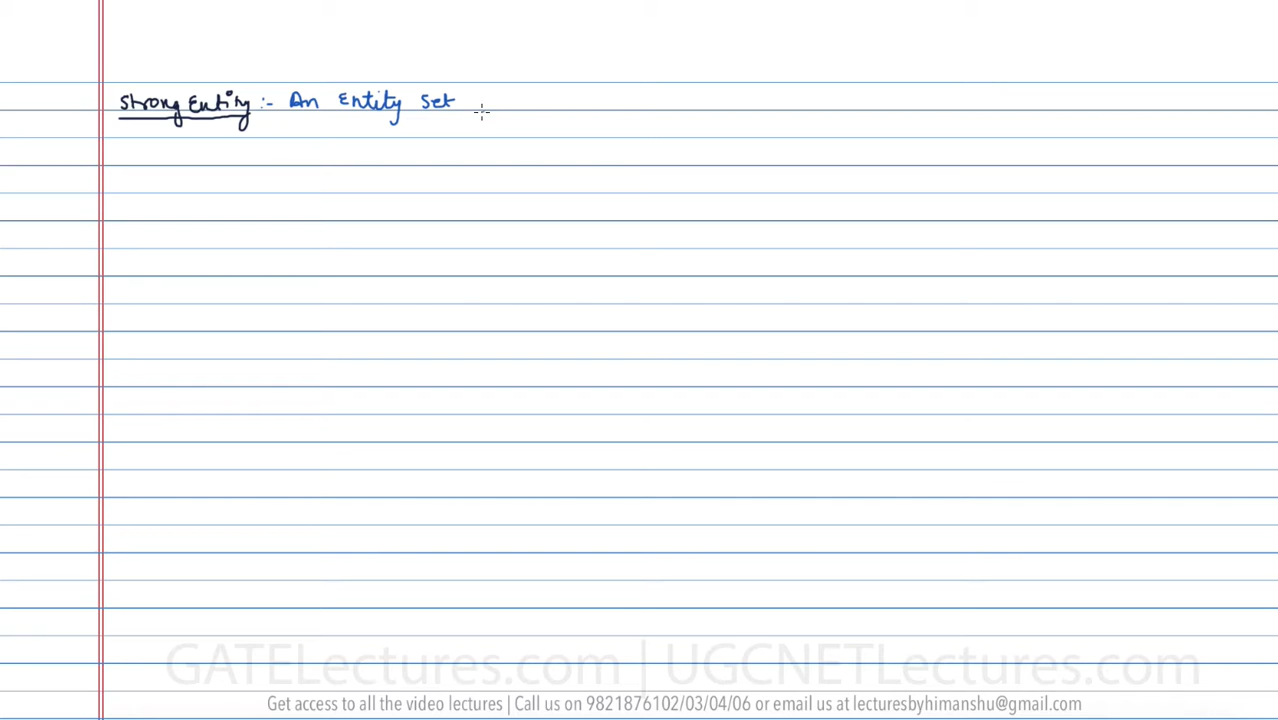 Strong Entity :- An Entity Set
GATELectures.com | UGCNETLectures.com
Get access to all the video lectures | Call us on 9821876102/03/04/06 or email us at lecturesbyhimanshu@gmail.com